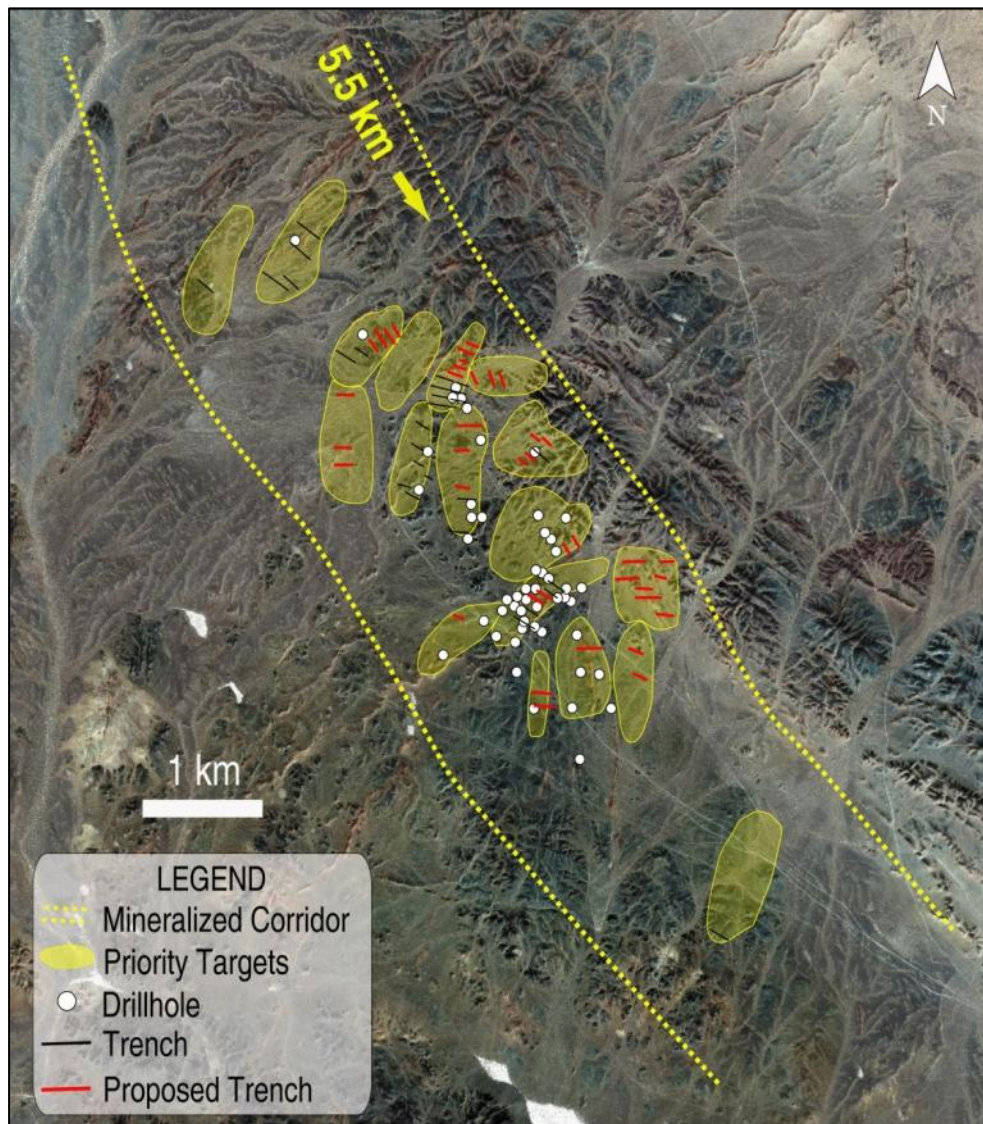 5.5 km
N
1 km
LEGEND
Mineralized Corridor
Priority Targets
Drillhole
Trench
Proposed Trench